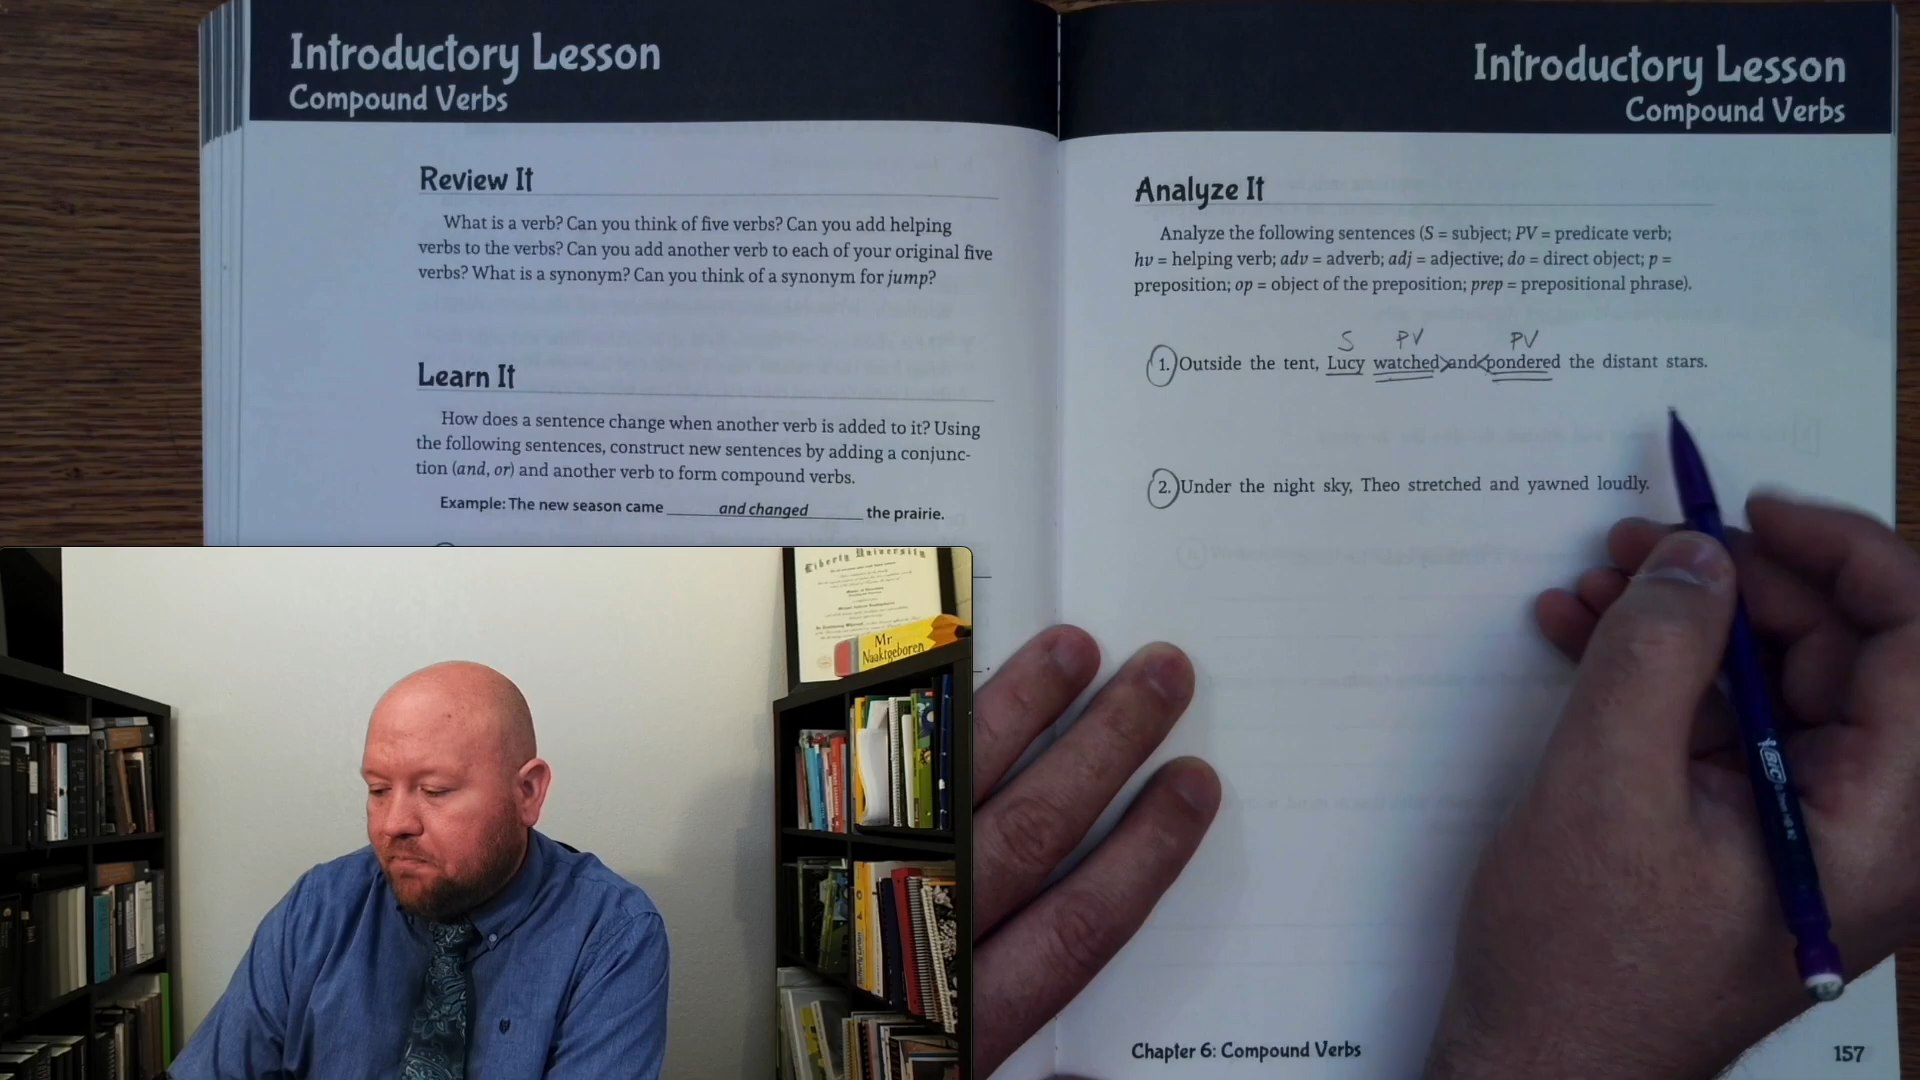 Introductory Lesson
Compound Verbs
Review It
What is a verb? Can you think of five verbs? Can you add helping
verbs to the verbs? Can you add another verb to each of your original five
verbs? What is a synonym? Can you think of a synonym for jump?
Learn It
How does a sentence change when another verb is added to it? Using
the following sentences, construct new sentences by adding a conjunc-
tion (and, or) and another verb to form compound verbs.
Example: The new season came and changed the prairie.
Introductory Lesson
Compound Verbs
Analyze It
Analyze the following sentences (S = subject; PV = predicate verb;
hv = helping verb; adv = adverb; adj = adjective; do = direct object; p =
preposition; op = object of the preposition; prep = prepositional phrase).
S PV PV
1. Outside the tent, Lucy watched>and<pondered the distant stars.
2. Under the night sky, Theo stretched and yawned loudly.
Chapter 6: Compound Verbs
157
Liberty University
Mr
Naaktgeboren
BIC